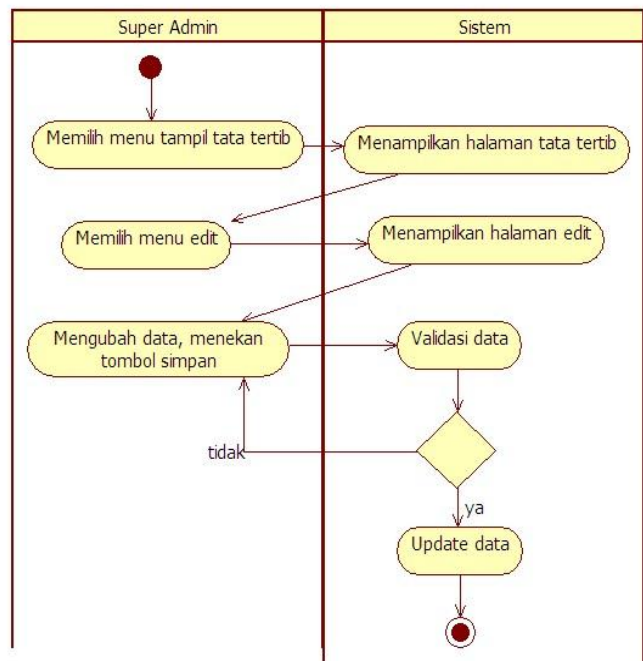 Super Admin
Sistem
Memilih menu tampil tata tertib
Menampilkan halaman tata tertib
Memilih menu edit
Menampilkan halaman edit
Mengubah data, menekan
tombol simpan
Validasi data
tidak
ya
Update data